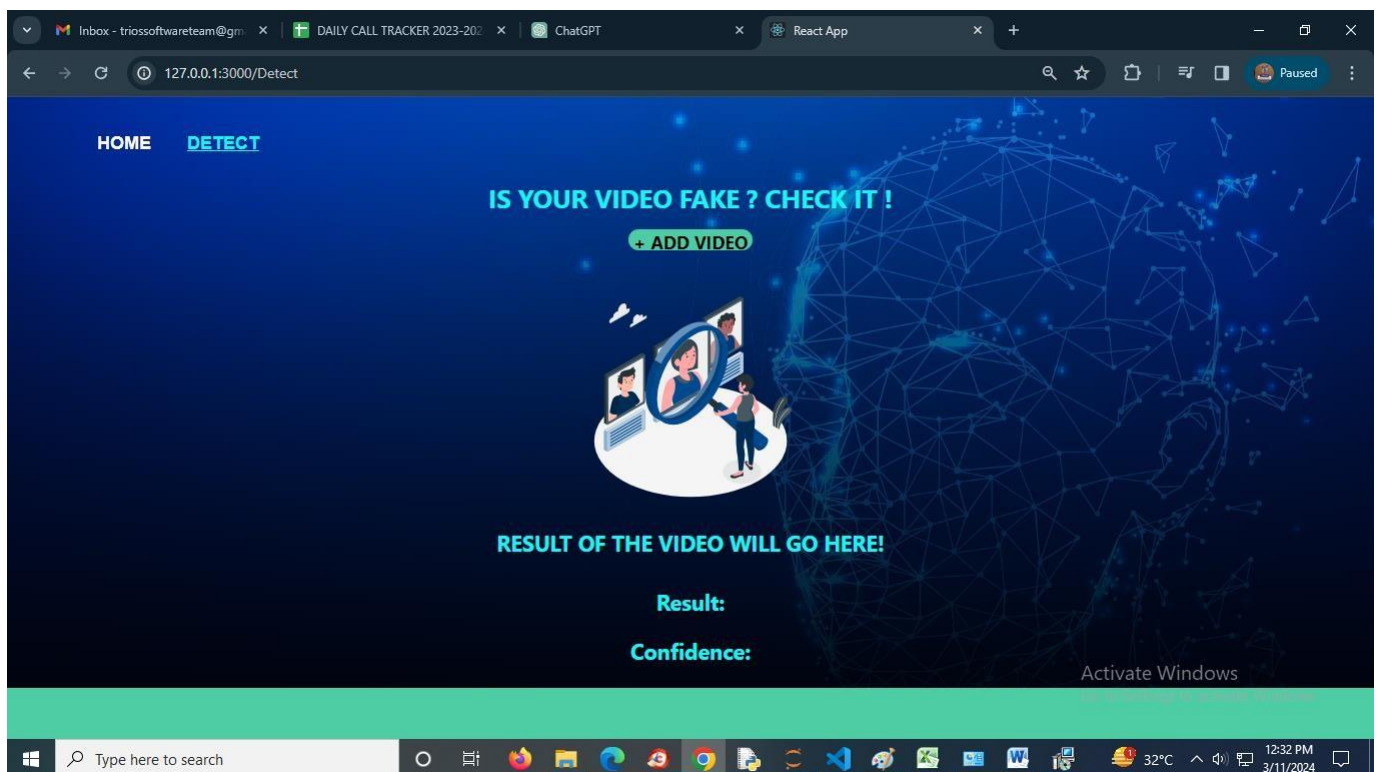 Inbox - triossoftwareteam@gm
DAILY CALL TRACKER 2023-202
ChatGPT
React App
127.0.0.1:3000/Detect
Paused
HOME DETECT
IS YOUR VIDEO FAKE ? CHECK IT !
+ ADD VIDEO
RESULT OF THE VIDEO WILL GO HERE!
Result:
Confidence:
Activate Windows
Type here to search
32°C
12:32 PM
3/11/2024